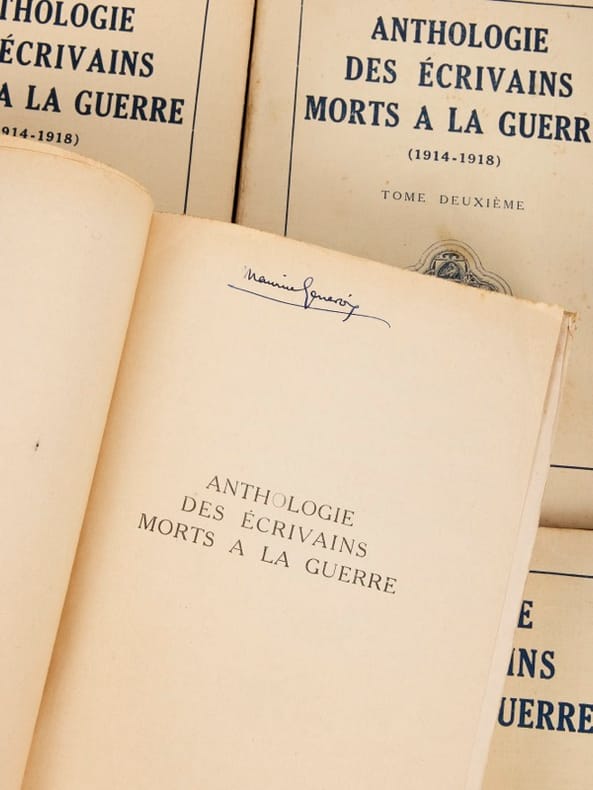 THOLOGIE
ÉCRIVAINS
A LA GUERRE
914-1918)
ANTHOLOGIE
DES ÉCRIVAINS
MORTS A LA GUERR
(1914-1918)
TOME DEUXIÈME
Maurice Genevoix
ANTHOLOGIE
DES ÉCRIVAINS
MORTS A LA GUERRE
E
INS
UERRE